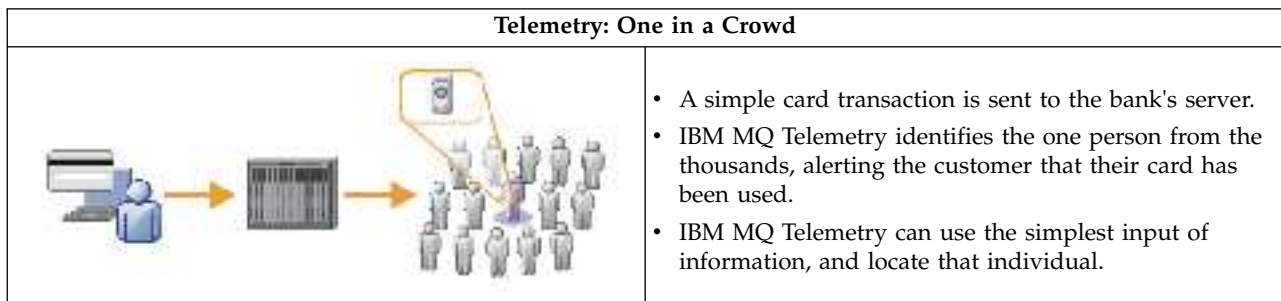 Telemetry: One in a Crowd
• A simple card transaction is sent to the bank's server.
• IBM MQ Telemetry identifies the one person from the
thousands, alerting the customer that their card has
been used.
• IBM MQ Telemetry can use the simplest input of
information, and locate that individual.